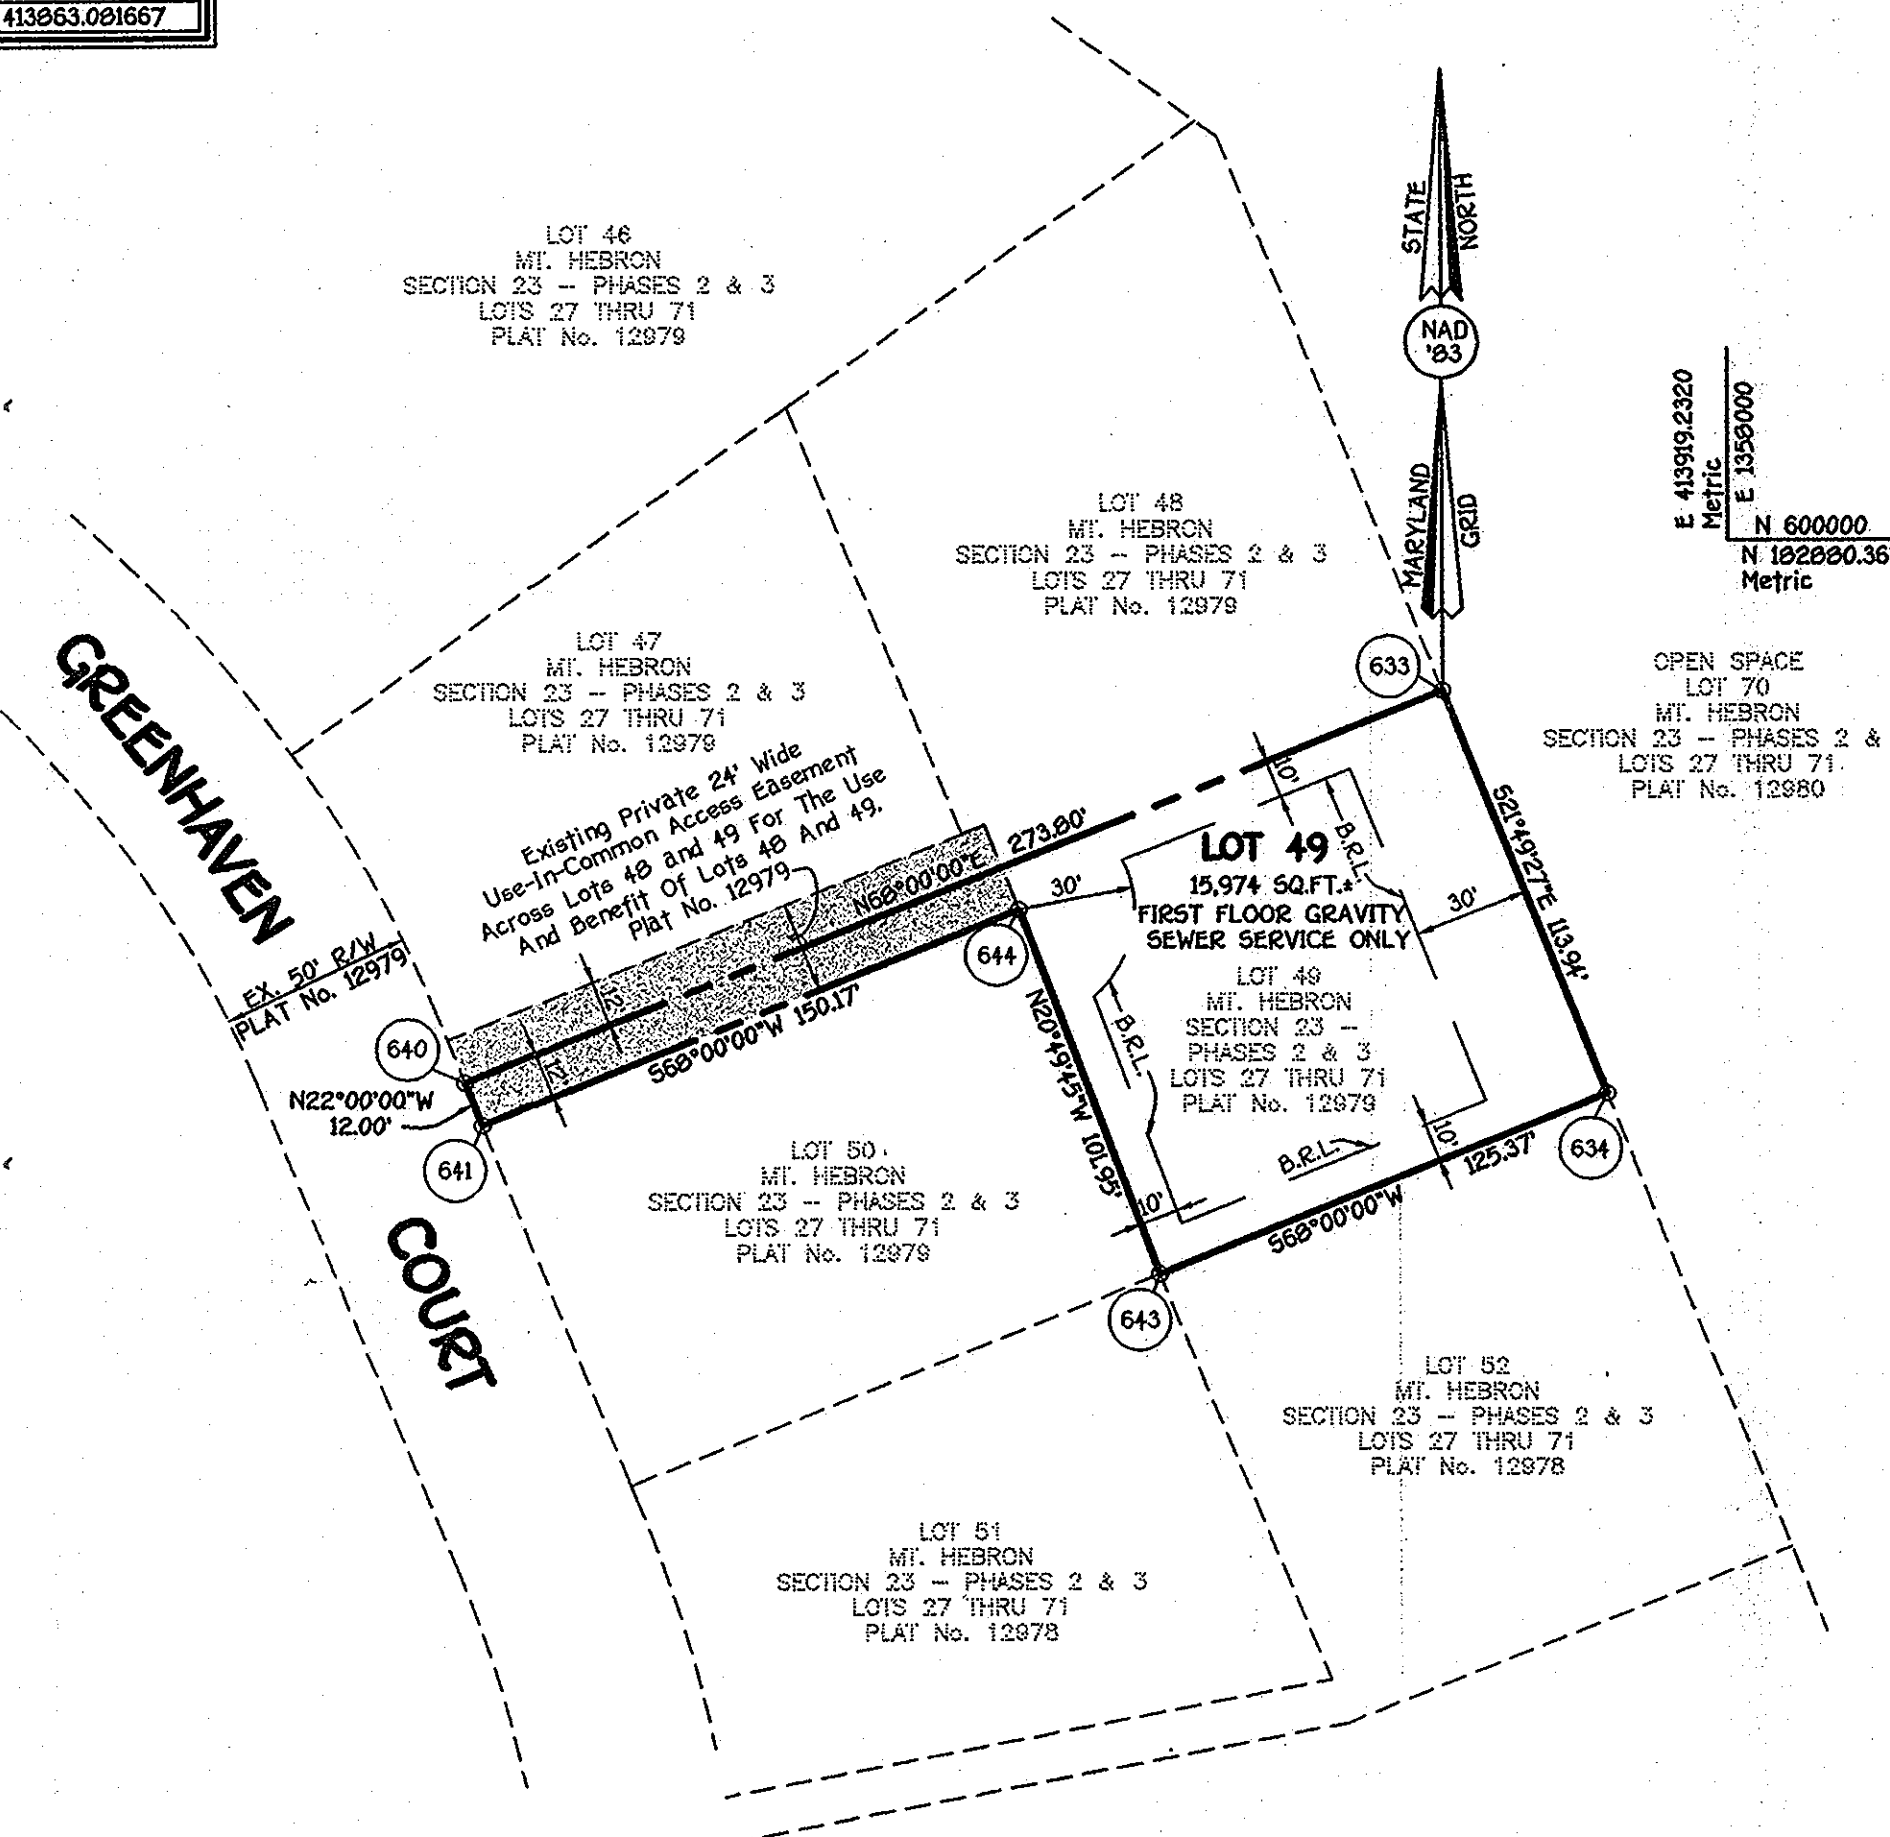 413863.081667
STATE
NORTH
NAD
'83
MARYLAND
GRID
E 413919.2320
Metric
E 1358000
N 600000
N 182880.36
Metric
LOT 46
MT. HEBRON
SECTION 23 -- PHASES 2 & 3
LOTS 27 THRU 71
PLAT No. 12979
LOT 48
MT. HEBRON
SECTION 23 -- PHASES 2 & 3
LOTS 27 THRU 71
PLAT No. 12979
LOT 47
MT. HEBRON
SECTION 23 -- PHASES 2 & 3
LOTS 27 THRU 71
PLAT No. 12979
633
OPEN SPACE
LOT 70
MT. HEBRON
SECTION 23 -- PHASES 2 &
LOTS 27 THRU 71
PLAT No. 12980
GREENHAVEN
COURT
Existing Private 24' Wide
Use-In-Common Access Easement
Across Lots 48 and 49 For The Use
And Benefit Of Lots 48 And 49.
Plat No. 12979
EX. 50' R/W
PLAT No. 12979
N68°00'00"E 273.80'
S21°49'27"E 113.94'
10'
B.R.L.
30'
30'
LOT 49
15,974 SQ.FT.±
FIRST FLOOR GRAVITY
SEWER SERVICE ONLY
LOT 49
MT. HEBRON
SECTION 23 --
PHASES 2 & 3
LOTS 27 THRU 71
PLAT No. 12979
644
12'
12'
S68°00'00"W 150.17'
640
N22°00'00"W
12.00'
641
N20°49'45"W 101.95'
B.R.L.
B.R.L.
10'
10'
S68°00'00"W 125.37'
634
643
LOT 50
MT. HEBRON
SECTION 23 -- PHASES 2 & 3
LOTS 27 THRU 71
PLAT No. 12979
LOT 52
MT. HEBRON
SECTION 23 -- PHASES 2 & 3
LOTS 27 THRU 71
PLAT No. 12978
LOT 51
MT. HEBRON
SECTION 23 -- PHASES 2 & 3
LOTS 27 THRU 71
PLAT No. 12978